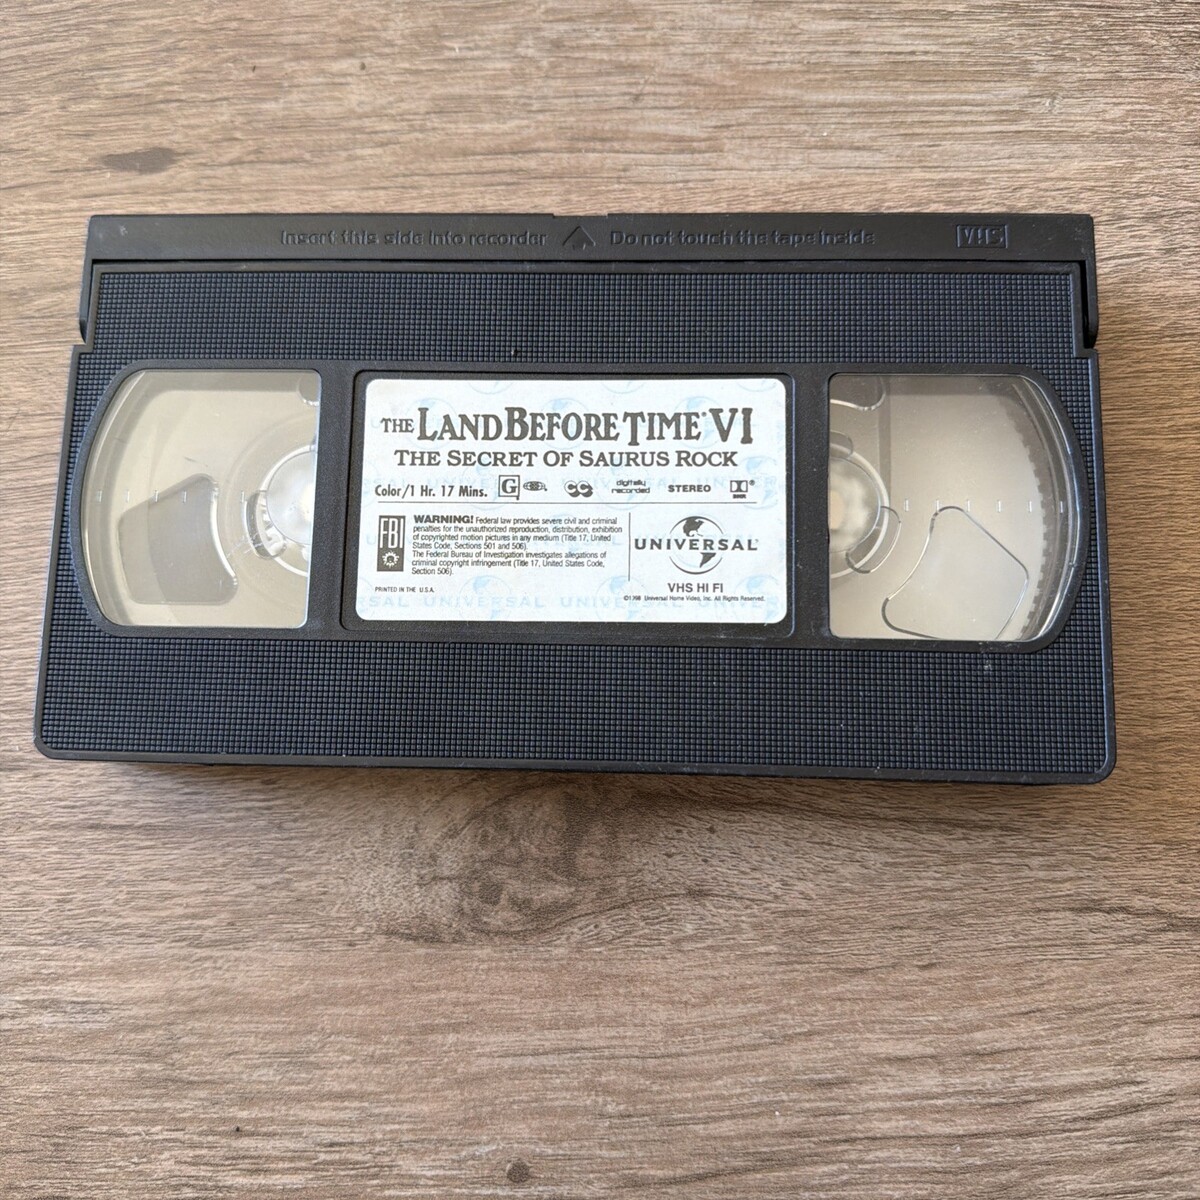 Insert this side into recorder Do not touch the tape inside VHS
THE LAND BEFORE TIME® VI
THE SECRET OF SAURUS ROCK
Color/1 Hr. 17 Mins. G CC digitally recorded STEREO
FBI
WARNING! Federal law provides severe civil and criminal
penalties for the unauthorized reproduction, distribution, exhibition
of copyrighted motion pictures in any medium (Title 17, United
States Code, Sections 501 and 506).
The Federal Bureau of Investigation investigates allegations of
criminal copyright infringement (Title 17, United States Code,
Section 506).
PRINTED IN THE U.S.A.
UNIVERSAL®
VHS HI FI
©1998 Universal Home Video, Inc. All Rights Reserved.
UNIVERSAL UNIVERSAL